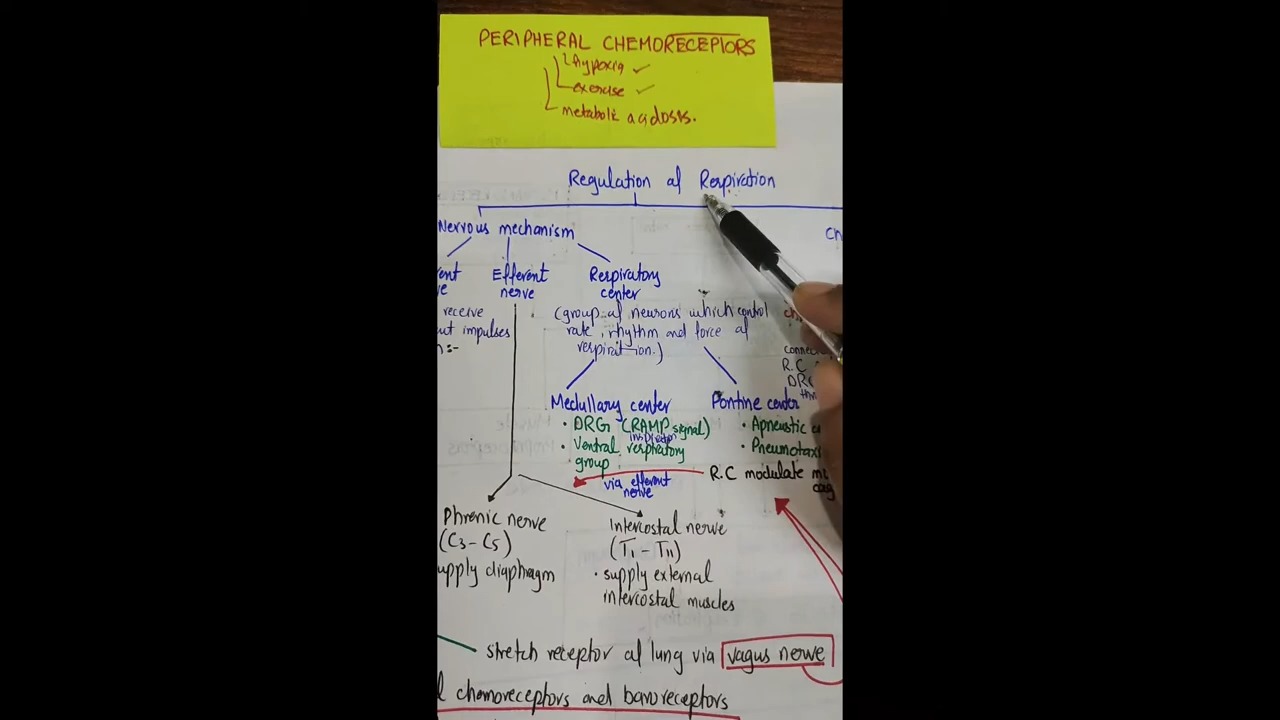 PERIPHERAL CHEMORECEPTORS
hypoxia
exercise
metabolic acidosis.
Regulation of Respiration
Nervous mechanism
Efferent
nerve
Respiratory
center
receive
impulses
(group of neurons which control
rate, rhythm and force of
respiration.)
R.C
Medullary center
Pontine center
• DRG (RAMP signal)
• Ventral respiratory
group
• Apneustic
R.C modulate
via efferent
nerve
Phrenic nerve
(C3 - C5)
diaphragm
Intercostal nerve
(T1 - T11)
• supply external
intercostal muscles
stretch receptor of lung via vagus nerve
chemoreceptors and baroreceptors